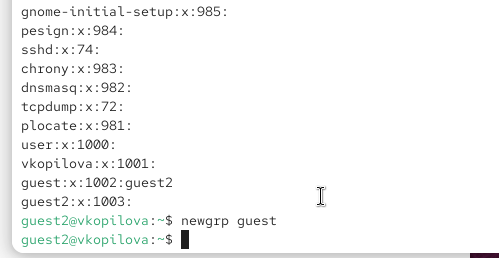 gnome-initial-setup:x:985:
pesign:x:984:
sshd:x:74:
chrony:x:983:
dnsmasq:x:982:
tcpdump:x:72:
plocate:x:981:
user:x:1000:
vkopilova:x:1001:
guest:x:1002:guest2
guest2:x:1003:
guest2@vkopilova:~$ newgrp guest
guest2@vkopilova:~$